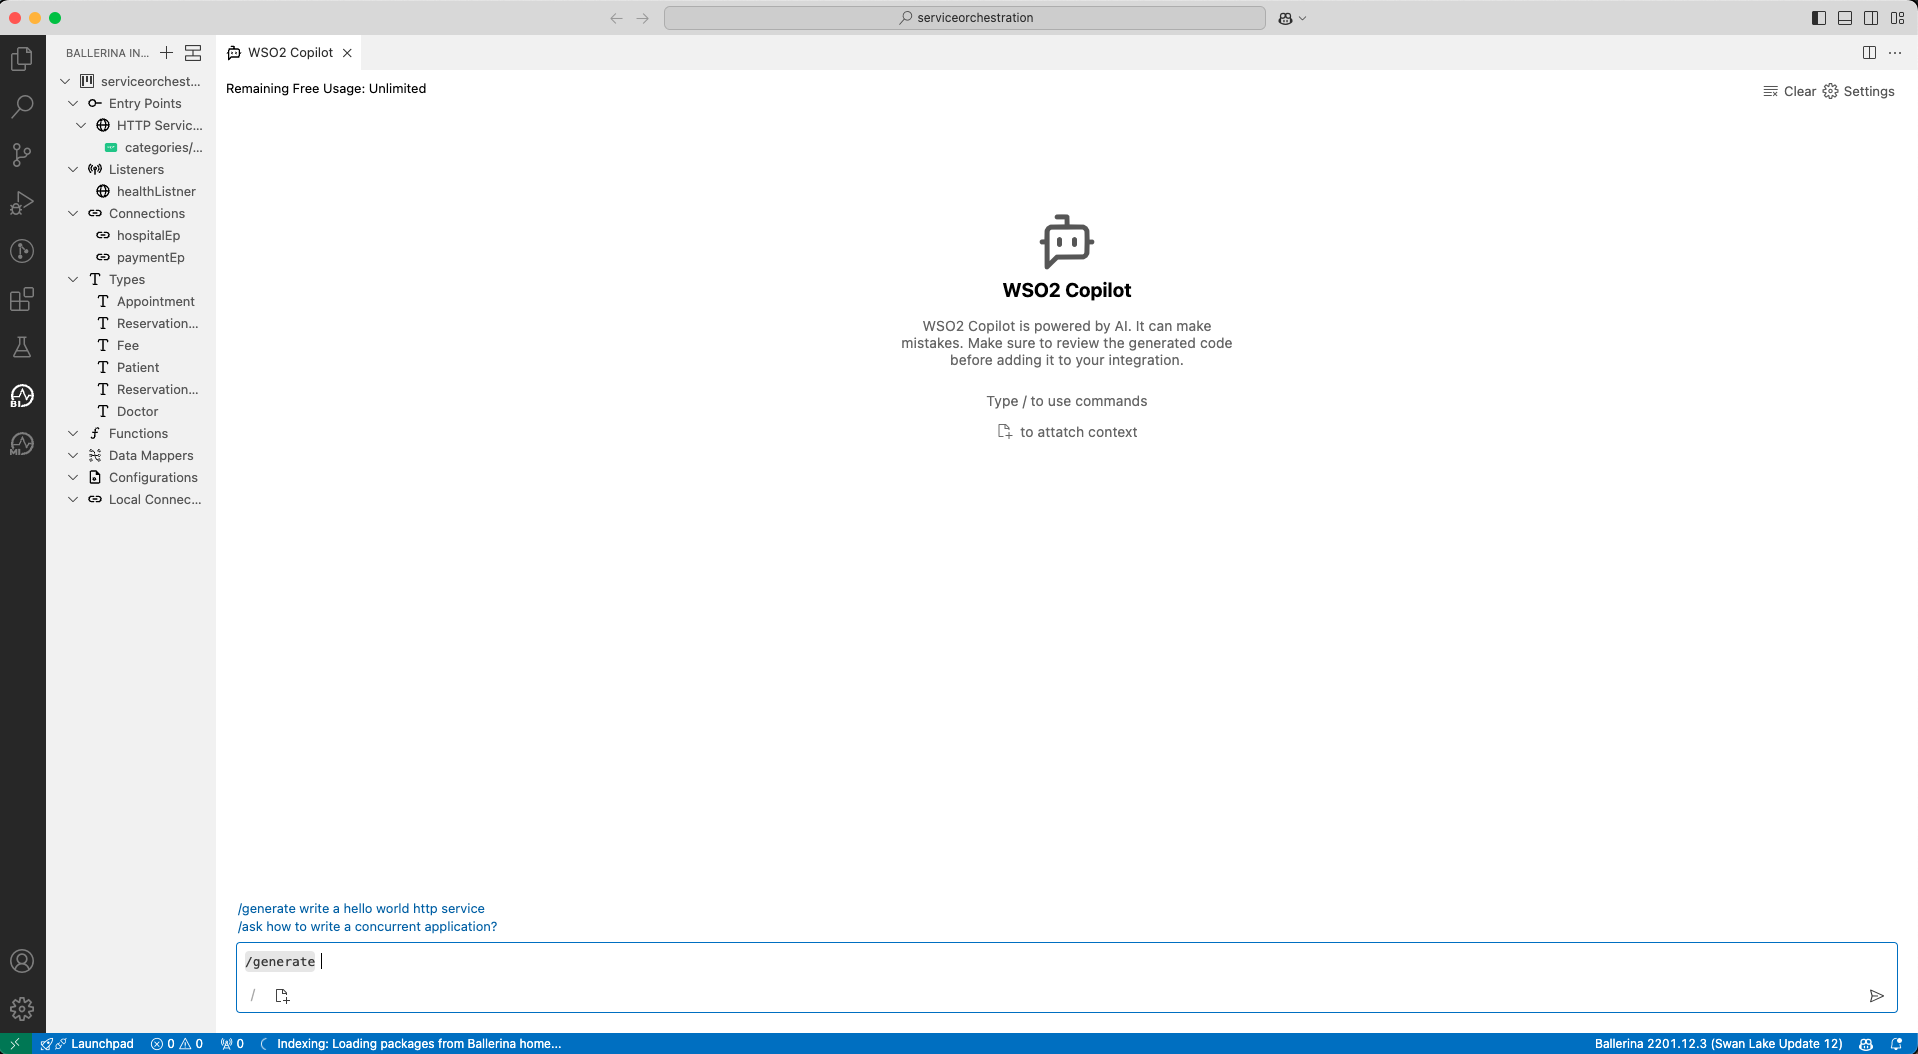 serviceorchestration
BALLERINA IN...
serviceorchest...
Entry Points
HTTP Servic...
categories/...
Listeners
healthListner
Connections
hospitalEp
paymentEp
Types
Appointment
Reservation...
Fee
Patient
Reservation...
Doctor
Functions
Data Mappers
Configurations
Local Connec...
BI
MI
WSO2 Copilot
Remaining Free Usage: Unlimited
Clear Settings
WSO2 Copilot
WSO2 Copilot is powered by AI. It can make
mistakes. Make sure to review the generated code
before adding it to your integration.
Type / to use commands
to attatch context
/generate write a hello world http service
/ask how to write a concurrent application?
/generate
/
Launchpad 0 0 0 Indexing: Loading packages from Ballerina home... Ballerina 2201.12.3 (Swan Lake Update 12)